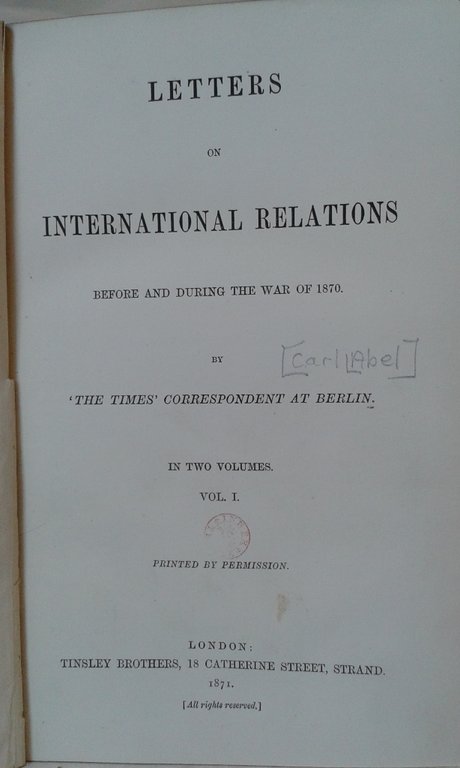 LETTERS
ON
INTERNATIONAL RELATIONS
BEFORE AND DURING THE WAR OF 1870.
BY
[Carl Abel]
'THE TIMES' CORRESPONDENT AT BERLIN.
IN TWO VOLUMES.
VOL. I.
PRINTED BY PERMISSION.
LONDON:
TINSLEY BROTHERS, 18 CATHERINE STREET, STRAND.
1871.
[All rights reserved.]